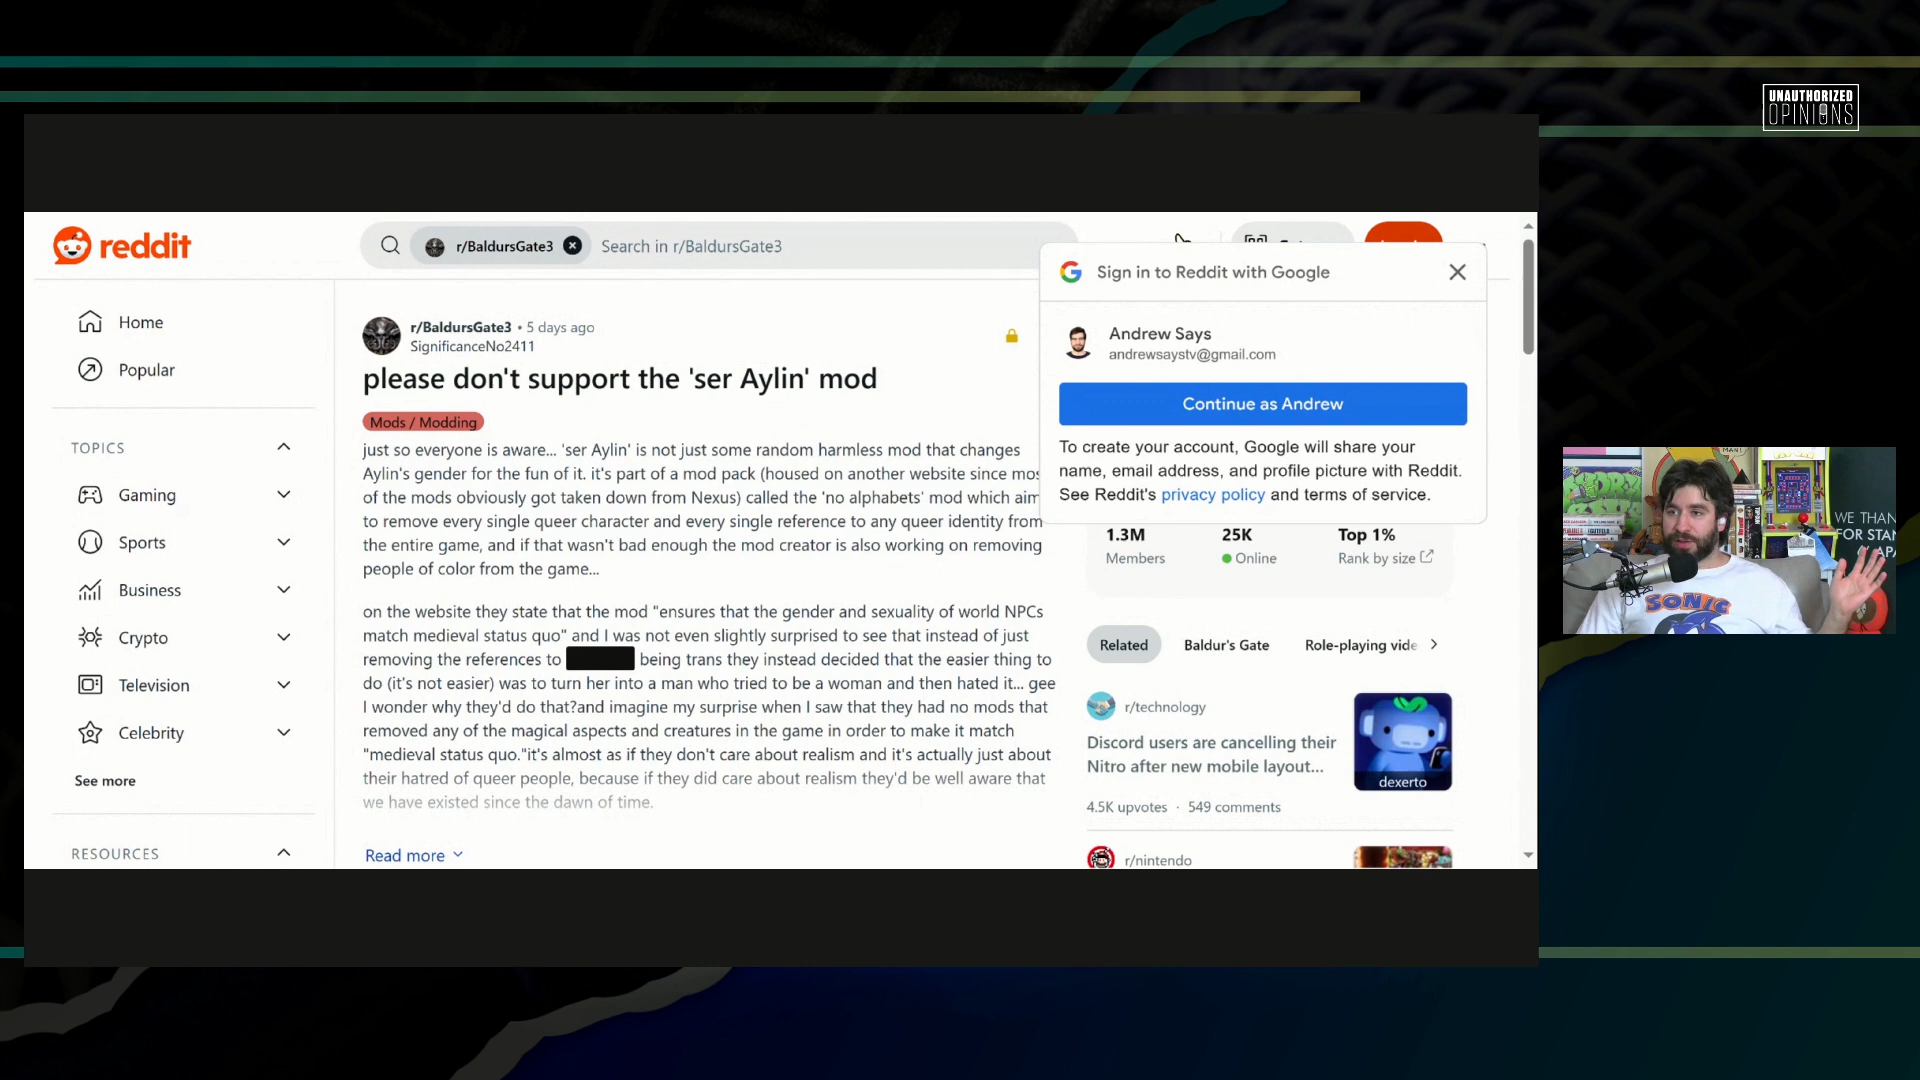 UNAUTHORIZED
OPINIONS
reddit
r/BaldursGate3
Search in r/BaldursGate3
Home
Popular
TOPICS
Gaming
Sports
Business
Crypto
Television
Celebrity
See more
RESOURCES
r/BaldursGate3 • 5 days ago
SignificanceNo2411
please don't support the 'ser Aylin' mod
Mods / Modding
just so everyone is aware... 'ser Aylin' is not just some random harmless mod that changes
Aylin's gender for the fun of it. it's part of a mod pack (housed on another website since mos
of the mods obviously got taken down from Nexus) called the 'no alphabets' mod which aim
to remove every single queer character and every single reference to any queer identity from
the entire game, and if that wasn't bad enough the mod creator is also working on removing
people of color from the game...
on the website they state that the mod "ensures that the gender and sexuality of world NPCs
match medieval status quo" and I was not even slightly surprised to see that instead of just
removing the references to being trans they instead decided that the easier thing to
do (it's not easier) was to turn her into a man who tried to be a woman and then hated it... gee
I wonder why they'd do that?and imagine my surprise when I saw that they had no mods that
removed any of the magical aspects and creatures in the game in order to make it match
"medieval status quo."it's almost as if they don't care about realism and it's actually just about
their hatred of queer people, because if they did care about realism they'd be well aware that
we have existed since the dawn of time.
Read more
Sign in to Reddit with Google
Andrew Says
andrewsaystv@gmail.com
Continue as Andrew
To create your account, Google will share your
name, email address, and profile picture with Reddit.
See Reddit's privacy policy and terms of service.
1.3M 25K Top 1%
Members Online Rank by size
Related Baldur's Gate Role-playing vide
r/technology
Discord users are cancelling their
Nitro after new mobile layout...
dexerto
4.5K upvotes · 549 comments
r/nintendo
WE THAN
FOR STAN
SONIC